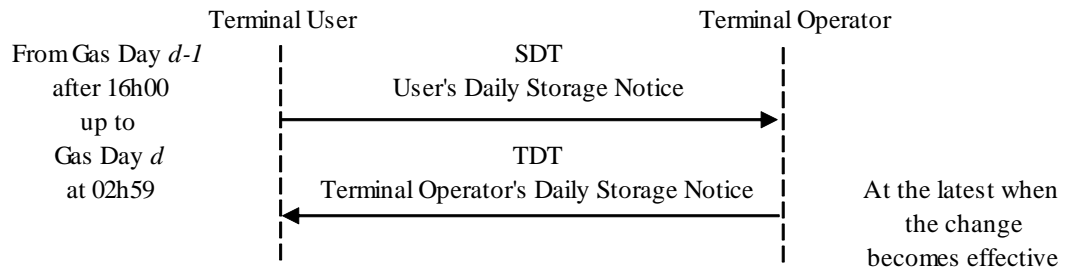 Terminal User
Terminal Operator
From Gas Day d-1
after 16h00
up to
Gas Day d
at 02h59
SDT
User's Daily Storage Notice
TDT
Terminal Operator's Daily Storage Notice
At the latest when
the change
becomes effective